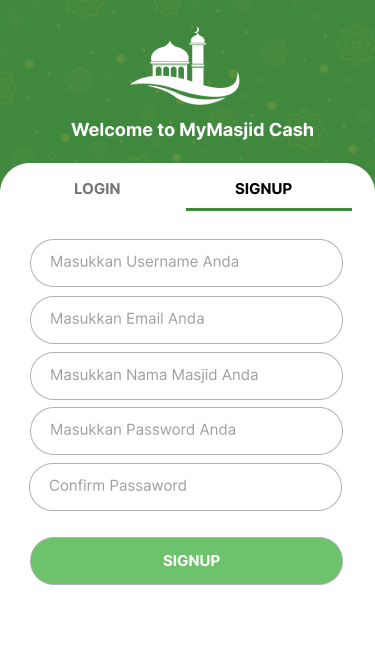 Welcome to MyMasjid Cash
LOGIN SIGNUP
Masukkan Username Anda
Masukkan Email Anda
Masukkan Nama Masjid Anda
Masukkan Password Anda
Confirm Passaword
SIGNUP